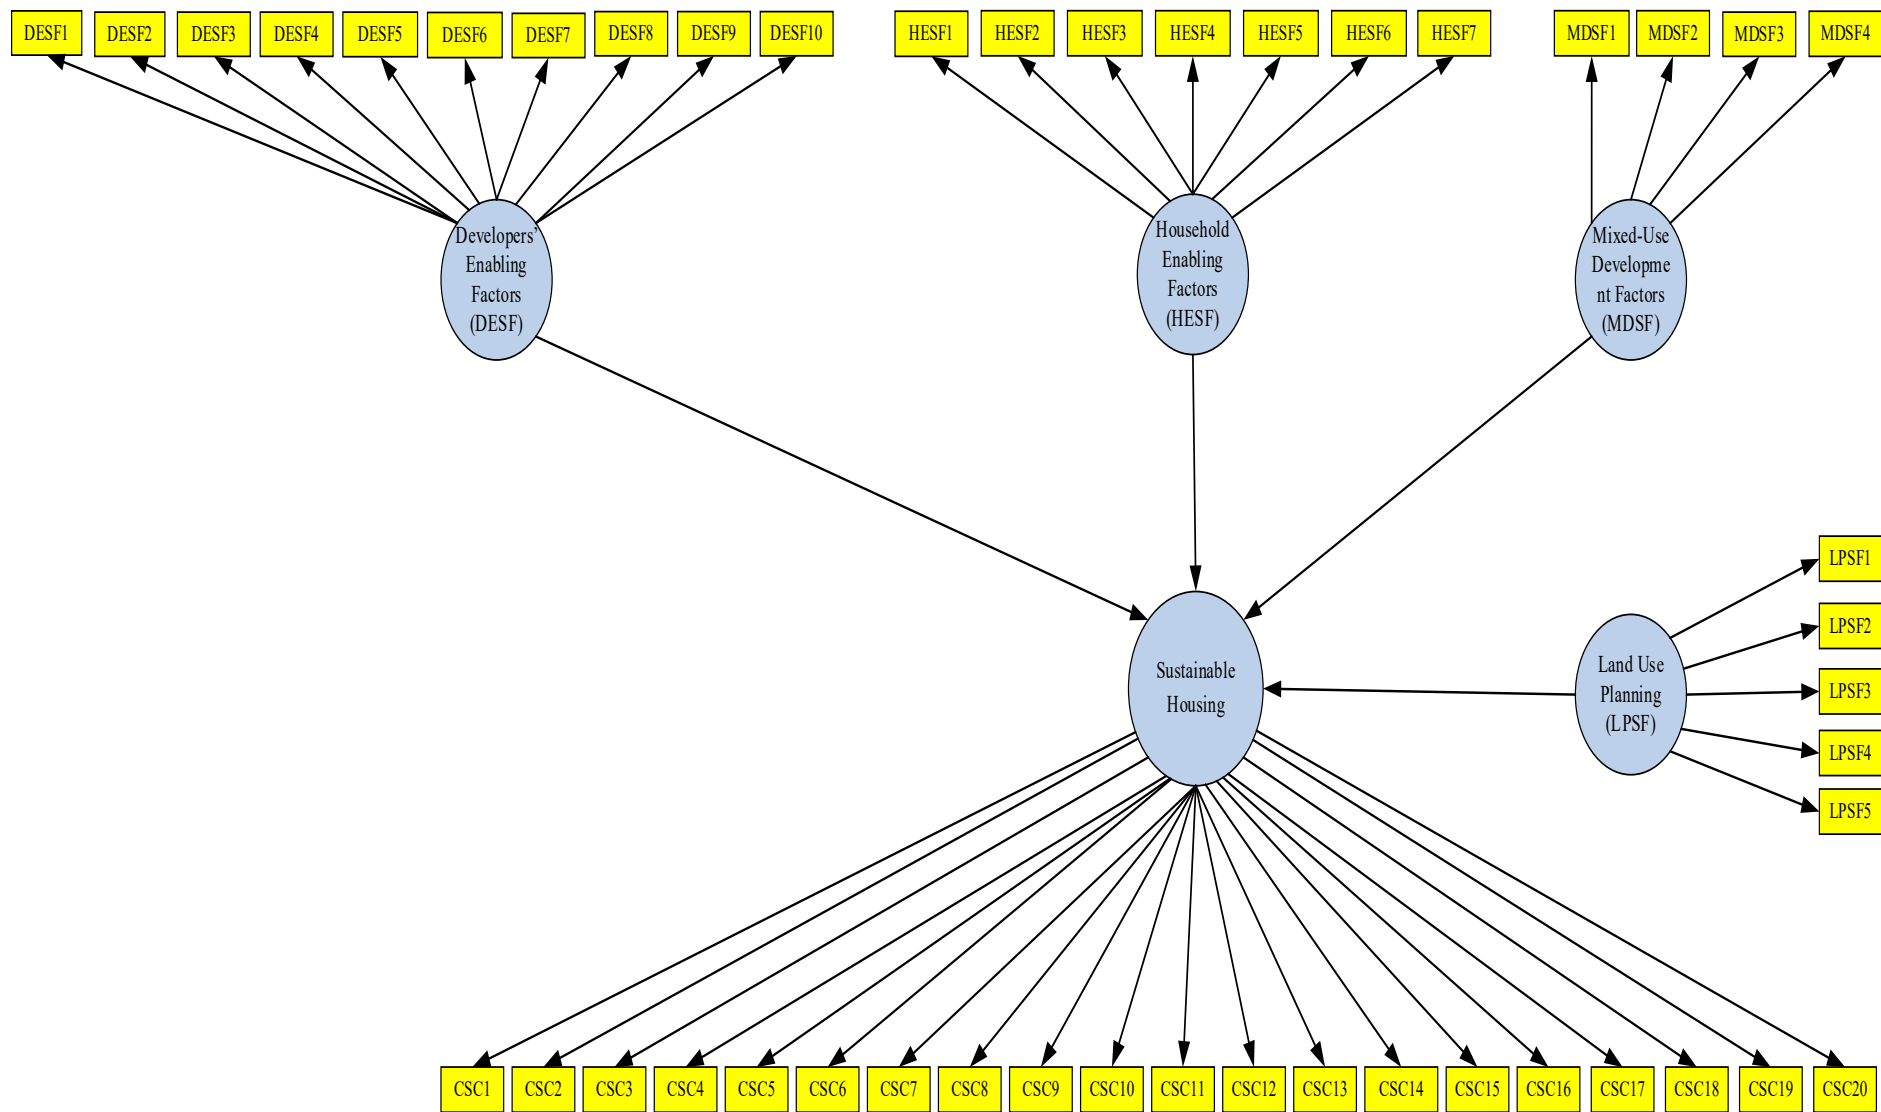 DESF1 DESF2 DESF3 DESF4 DESF5 DESF6 DESF7 DESF8 DESF9 DESF10 HESF1 HESF2 HESF3 HESF4 HESF5 HESF6 HESF7 MDSF1 MDSF2 MDSF3 MDSF4
Developers’
Enabling
Factors
(DESF)
Household
Enabling
Factors
(HESF)
Mixed-Use
Developme
nt Factors
(MDSF)
LPSF1
LPSF2
LPSF3
LPSF4
LPSF5
Sustainable
Housing
Land Use
Planning
(LPSF)
CSC1 CSC2 CSC3 CSC4 CSC5 CSC6 CSC7 CSC8 CSC9 CSC10 CSC11 CSC12 CSC13 CSC14 CSC15 CSC16 CSC17 CSC18 CSC19 CSC20